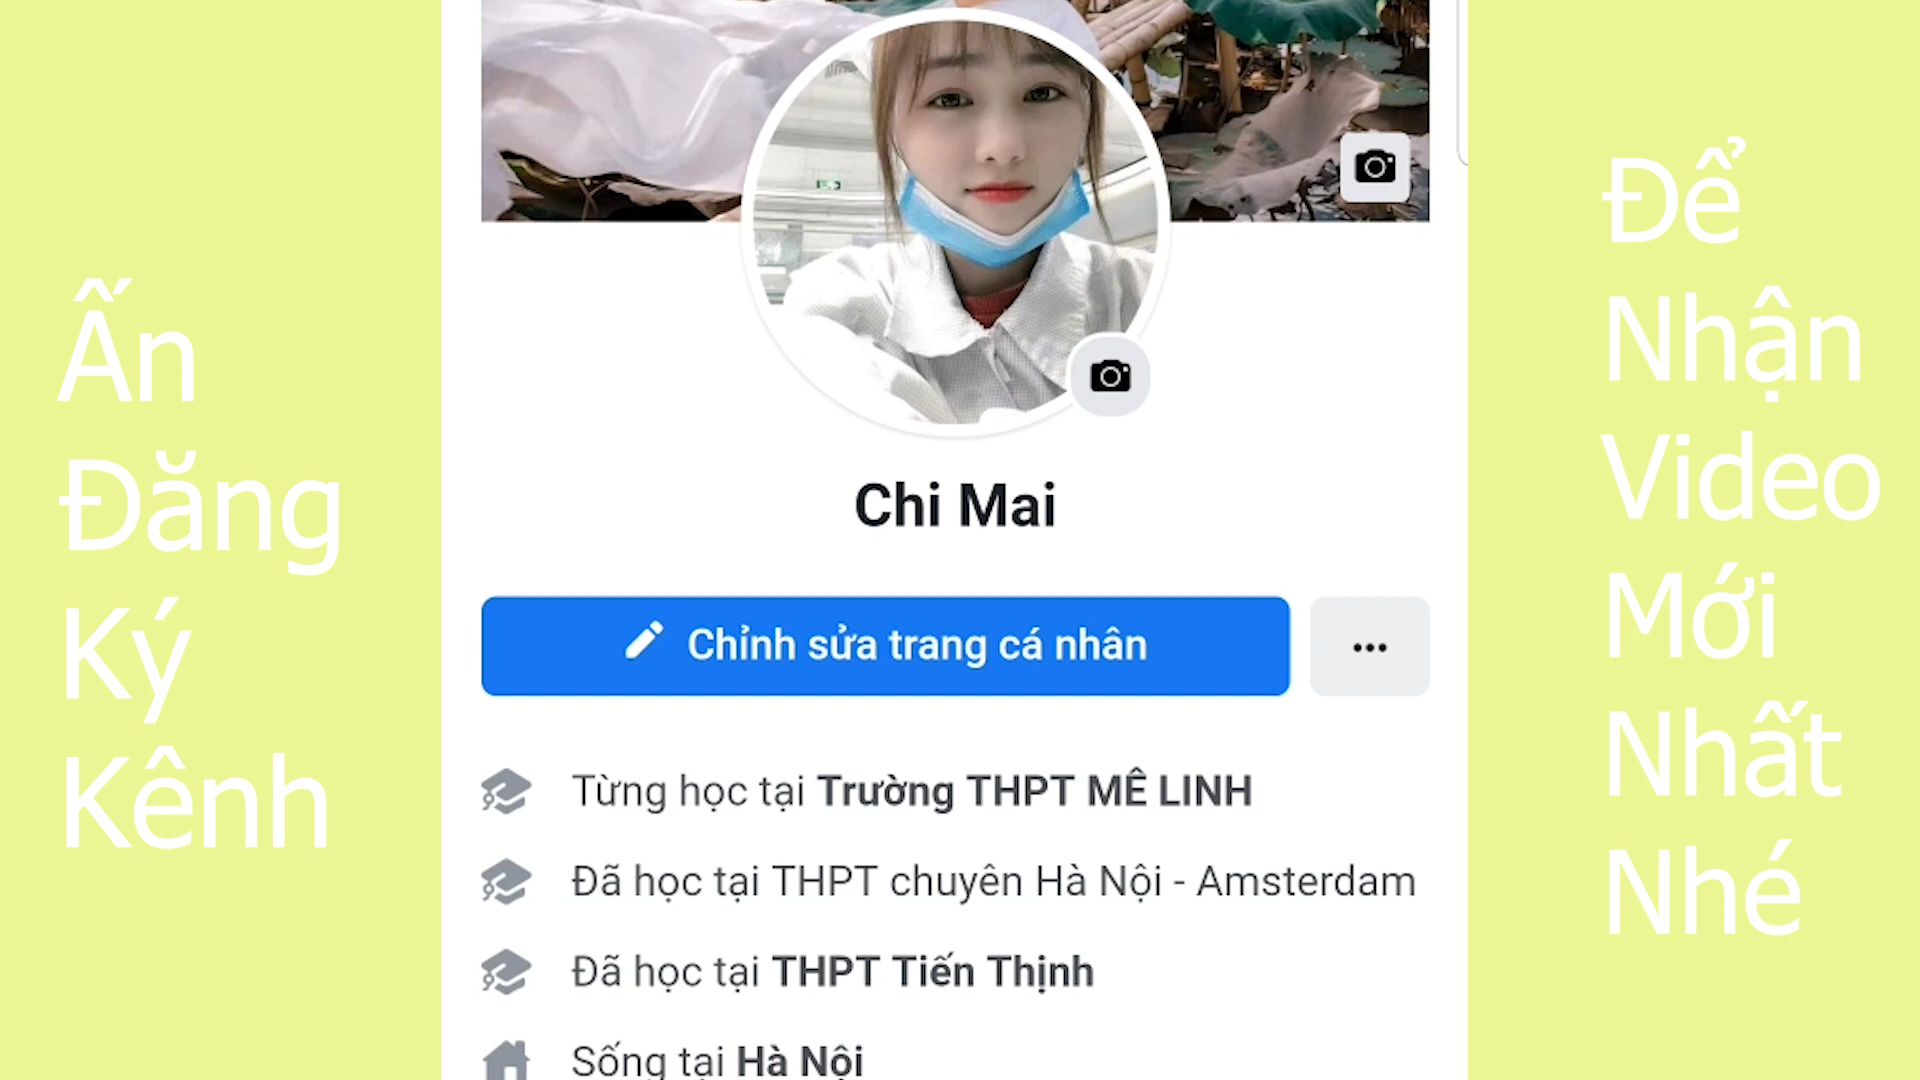 Ấn
Đăng
Ký
Kênh
Chi Mai
Chỉnh sửa trang cá nhân
Từng học tại Trường THPT MÊ LINH
Đã học tại THPT chuyên Hà Nội - Amsterdam
Đã học tại THPT Tiến Thịnh
Sống tại Hà Nội
Để
Nhận
Video
Mới
Nhất
Nhé